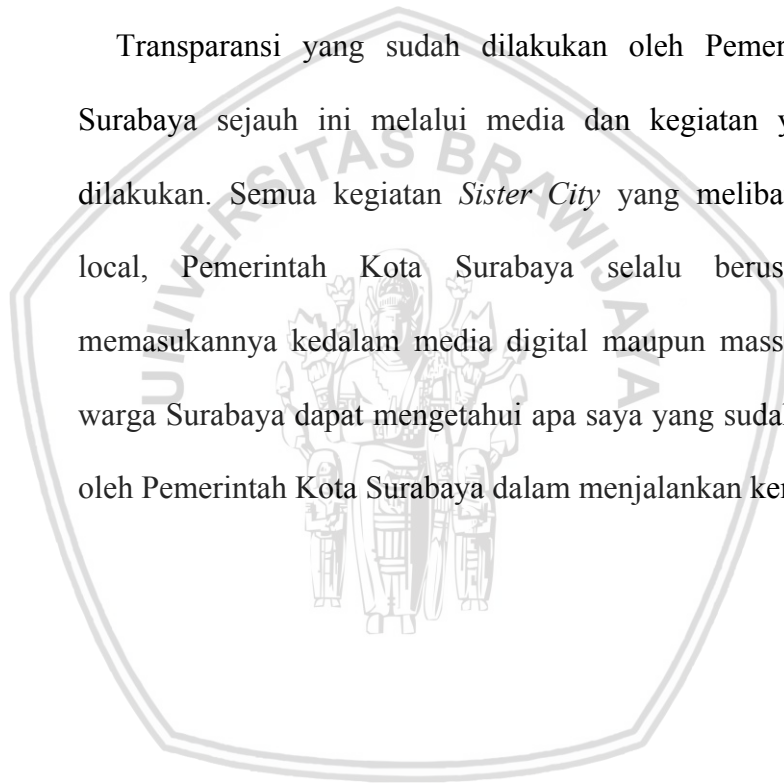 Transparansi yang sudah dilakukan oleh Pemer
Surabaya sejauh ini melalui media dan kegiatan y
dilakukan. Semua kegiatan Sister City yang meliba
local, Pemerintah Kota Surabaya selalu berus
memasukannya kedalam media digital maupun mass
warga Surabaya dapat mengetahui apa saya yang suda
oleh Pemerintah Kota Surabaya dalam menjalankan ke
UNIVERSITAS BRAWIJAYA